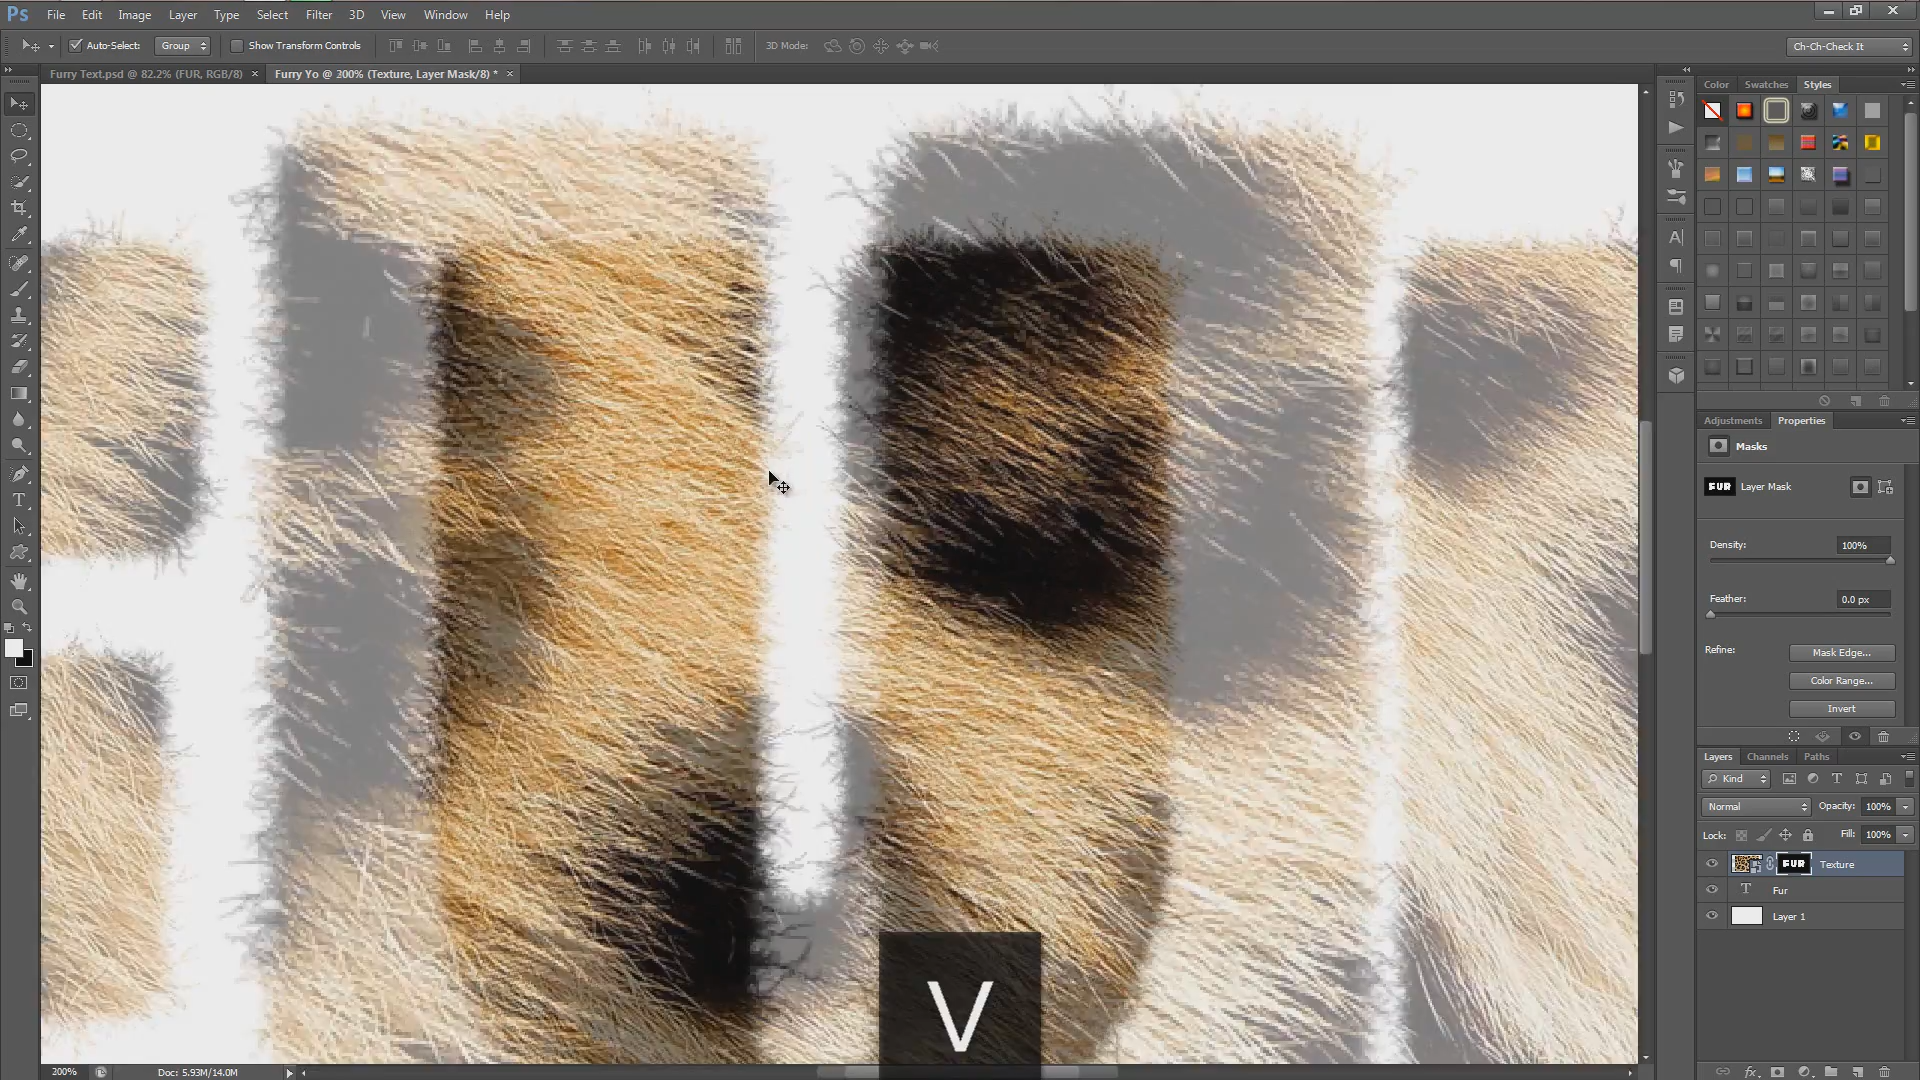 Ps File Edit Image Layer Type Select Filter 3D View Window Help
Auto-Select: Group Show Transform Controls 3D Mode: Ch-Ch-Check It
Furry Text.psd @ 82.2% (FUR, RGB/8) × Furry Yo @ 200% (Texture, Layer Mask/8) * ×
Color Swatches Styles
Adjustments Properties
Masks
FUR Layer Mask
Density: 100%
Feather: 0.0 px
Refine: Mask Edge...
Color Range...
Invert
Layers Channels Paths
Kind
Normal Opacity: 100%
Lock: Fill: 100%
FUR Texture
T Fur
Layer 1
V
200% Doc: 5.93M/14.0M